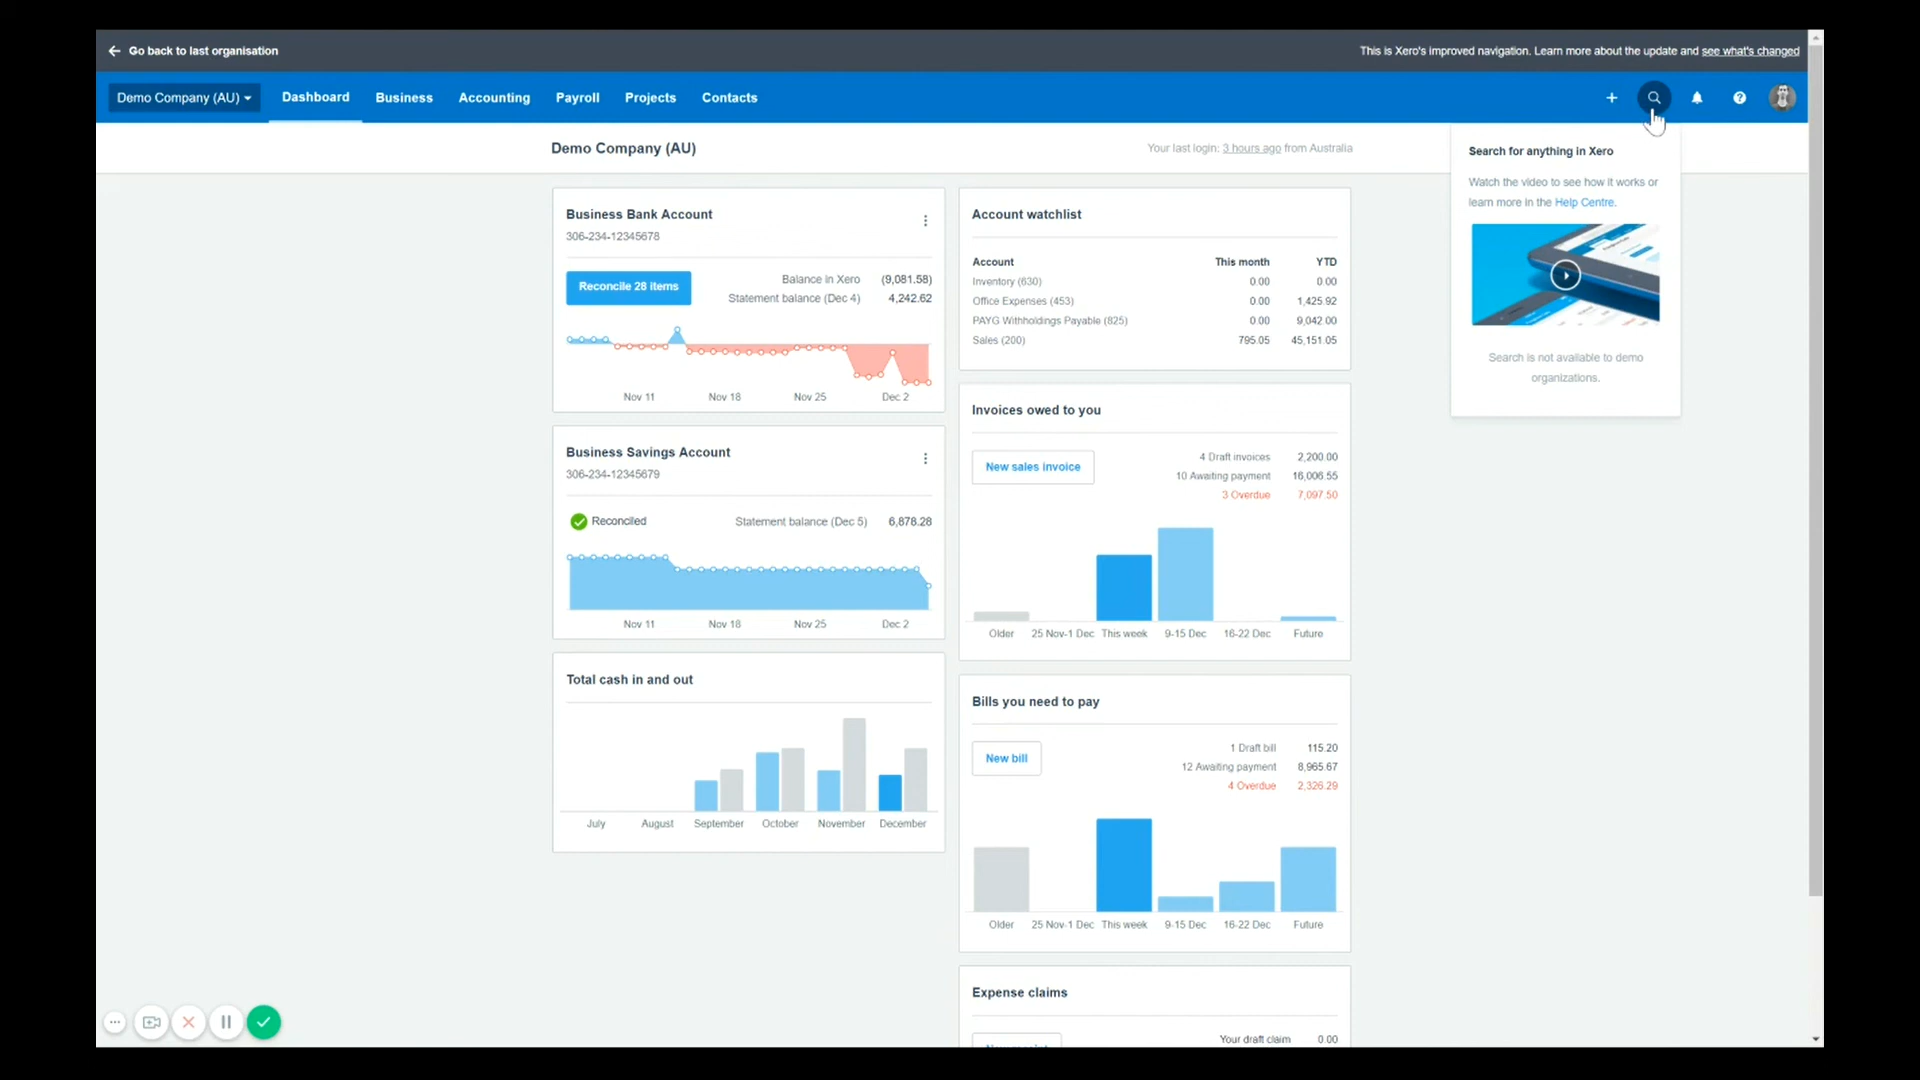 Go back to last organisation
This is Xero's improved navigation. Learn more about the update and see what's changed
Demo Company (AU)
Dashboard
Business
Accounting
Payroll
Projects
Contacts
Demo Company (AU)
Your last login: 3 hours ago from Australia
Search for anything in Xero
Watch the video to see how it works or
learn more in the Help Centre.
Search is not available to demo
organizations.
Business Bank Account
306-234-12345678
Reconcile 28 items
Balance in Xero (9,081.58)
Statement balance (Dec 4) 4,242.62
Nov 11 Nov 18 Nov 25 Dec 2
Business Savings Account
306-234-12345679
Reconciled
Statement balance (Dec 5) 6,878.28
Nov 11 Nov 18 Nov 25 Dec 2
Total cash in and out
July August September October November December
Account watchlist
Account This month YTD
Inventory (630) 0.00 0.00
Office Expenses (453) 0.00 1,425.92
PAYG Withholdings Payable (825) 0.00 9,042.00
Sales (200) 795.05 45,151.05
Invoices owed to you
New sales invoice
4 Draft invoices 2,200.00
10 Awaiting payment 16,006.55
3 Overdue 7,097.50
Older 25 Nov-1 Dec This week 9-15 Dec 16-22 Dec Future
Bills you need to pay
New bill
1 Draft bill 115.20
12 Awaiting payment 8,965.67
4 Overdue 2,326.29
Older 25 Nov-1 Dec This week 9-15 Dec 16-22 Dec Future
Expense claims
Your draft claim 0.00